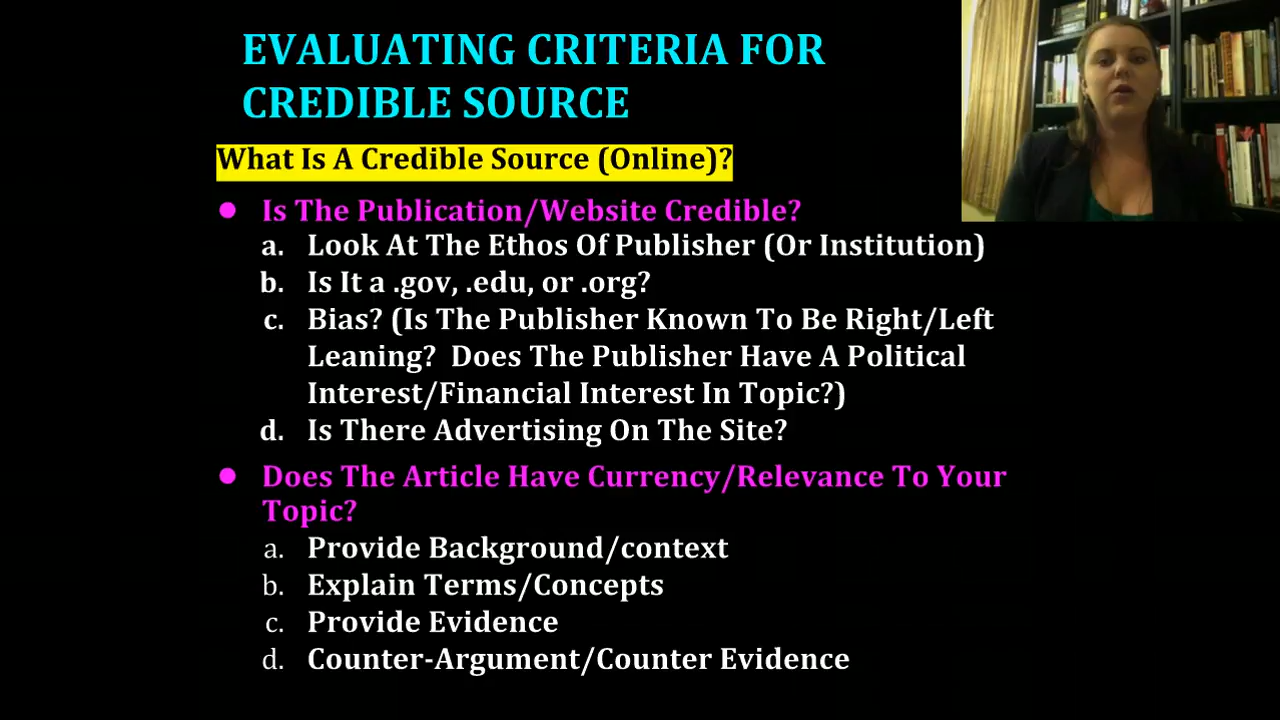 EVALUATING CRITERIA FOR
CREDIBLE SOURCE
What Is A Credible Source (Online)?
● Is The Publication/Website Credible?
a. Look At The Ethos Of Publisher (Or Institution)
b. Is It a .gov, .edu, or .org?
c. Bias? (Is The Publisher Known To Be Right/Left
Leaning?  Does The Publisher Have A Political
Interest/Financial Interest In Topic?)
d. Is There Advertising On The Site?
● Does The Article Have Currency/Relevance To Your
Topic?
a. Provide Background/context
b. Explain Terms/Concepts
c. Provide Evidence
d. Counter-Argument/Counter Evidence